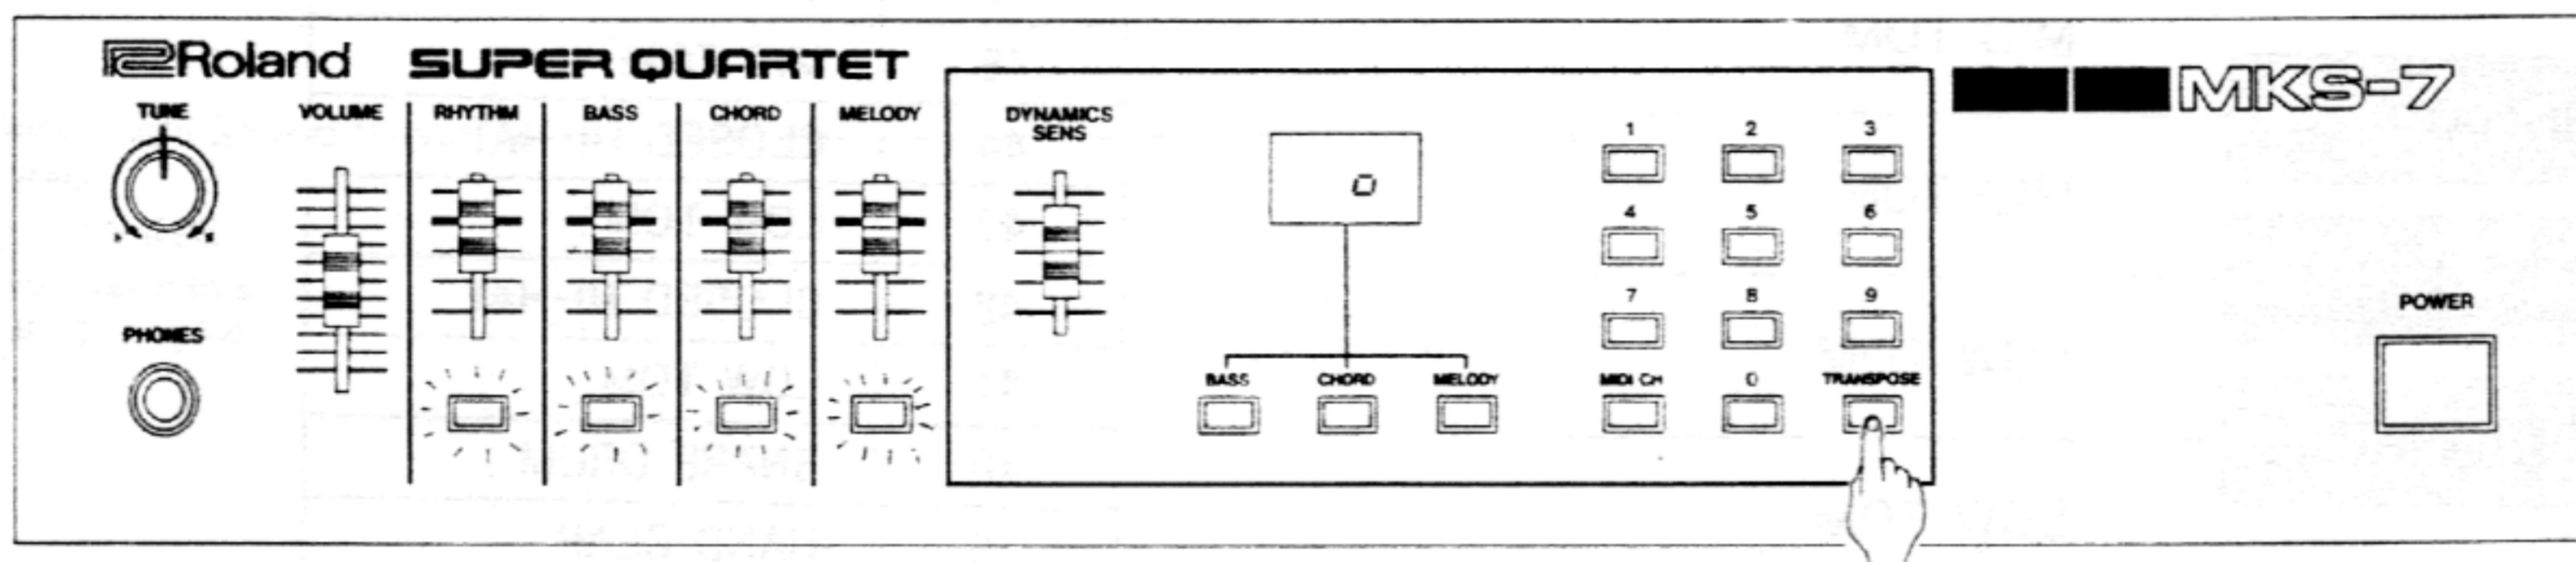 Roland SUPER QUARTET
MKS-7
TUNE VOLUME RHYTHM BASS CHORD MELODY
DYNAMICS
SENS
PHONES
o
BASS CHORD MELODY
1 2 3
4 5 6
7 8 9
MIDI CH 0 TRANSPOSE
POWER